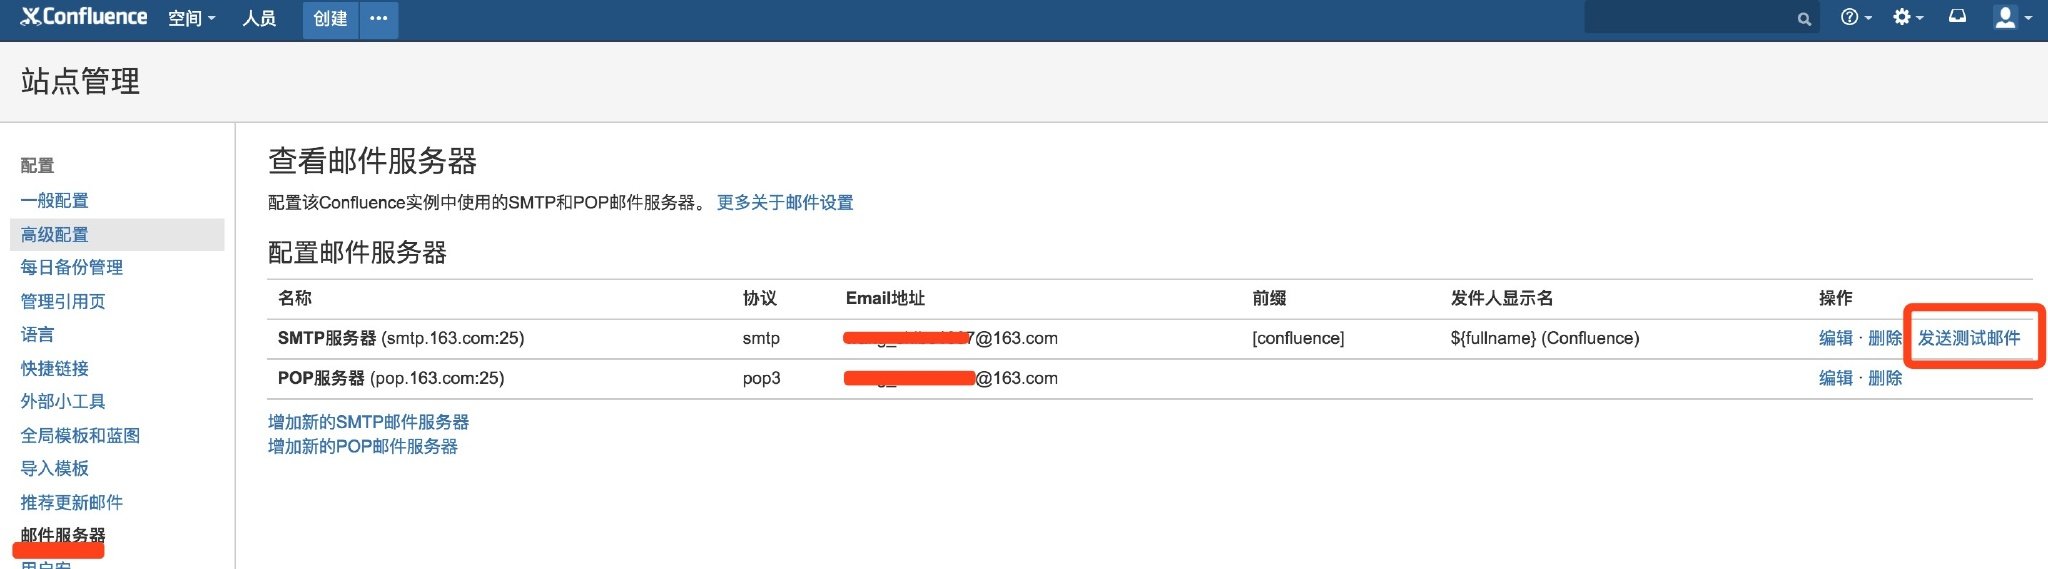 Confluence 空间 人员 创建 •••
站点管理
配置
一般配置
高级配置
每日备份管理
管理引用页
语言
快捷链接
外部小工具
全局模板和蓝图
导入模板
推荐更新邮件
邮件服务器
查看邮件服务器
配置该Confluence实例中使用的SMTP和POP邮件服务器。 更多关于邮件设置
配置邮件服务器
名称 协议 Email地址 前缀 发件人显示名 操作
SMTP服务器 (smtp.163.com:25) smtp 7@163.com [confluence] ${fullname} (Confluence) 编辑 · 删除 发送测试邮件
POP服务器 (pop.163.com:25) pop3 @163.com 编辑 · 删除
增加新的SMTP邮件服务器
增加新的POP邮件服务器